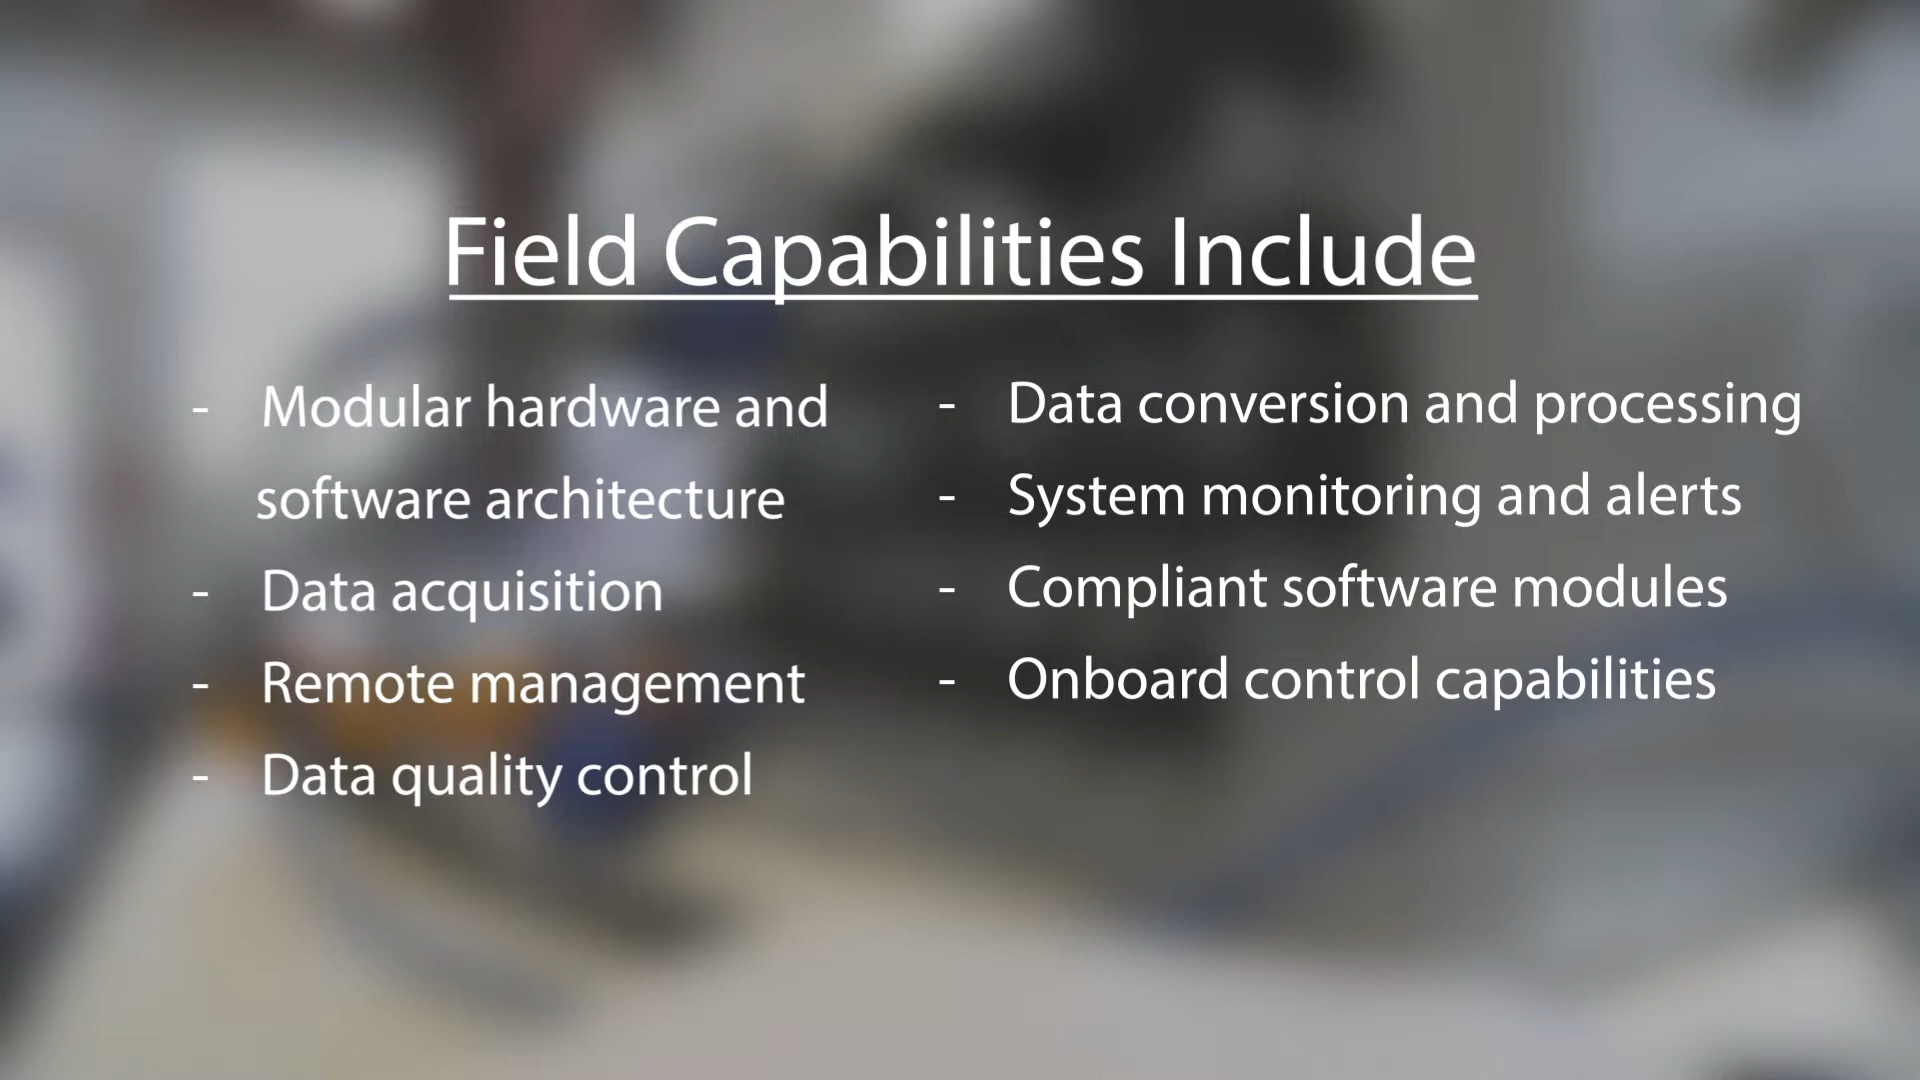 Field Capabilities Include
- Modular hardware and
software architecture
- Data acquisition
- Remote management
- Data quality control
- Data conversion and processing
- System monitoring and alerts
- Compliant software modules
- Onboard control capabilities